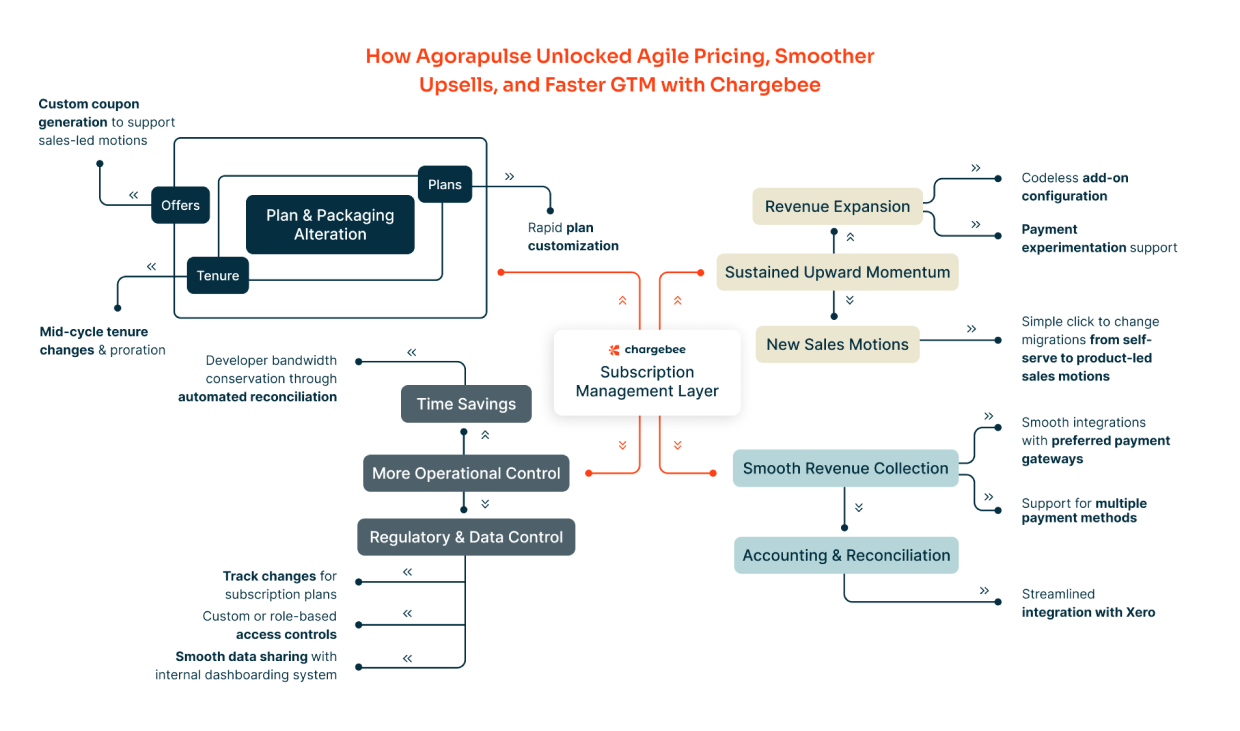 How Agorapulse Unlocked Agile Pricing, Smoother
Upsells, and Faster GTM with Chargebee
Custom coupon
generation to support
sales-led motions
Offers
Plans
Plan & Packaging
Alteration
Tenure
Rapid plan
customization
Mid-cycle tenure
changes & proration
chargebee
Subscription
Management Layer
Revenue Expansion
Codeless add-on
configuration
Payment
experimentation support
Sustained Upward Momentum
New Sales Motions
Simple click to change
migrations from self-
serve to product-led
sales motions
Developer bandwidth
conservation through
automated reconciliation
Time Savings
More Operational Control
Regulatory & Data Control
Track changes for
subscription plans
Custom or role-based
access controls
Smooth data sharing with
internal dashboarding system
Smooth Revenue Collection
Smooth integrations
with preferred payment
gateways
Support for multiple
payment methods
Accounting & Reconciliation
Streamlined
integration with Xero